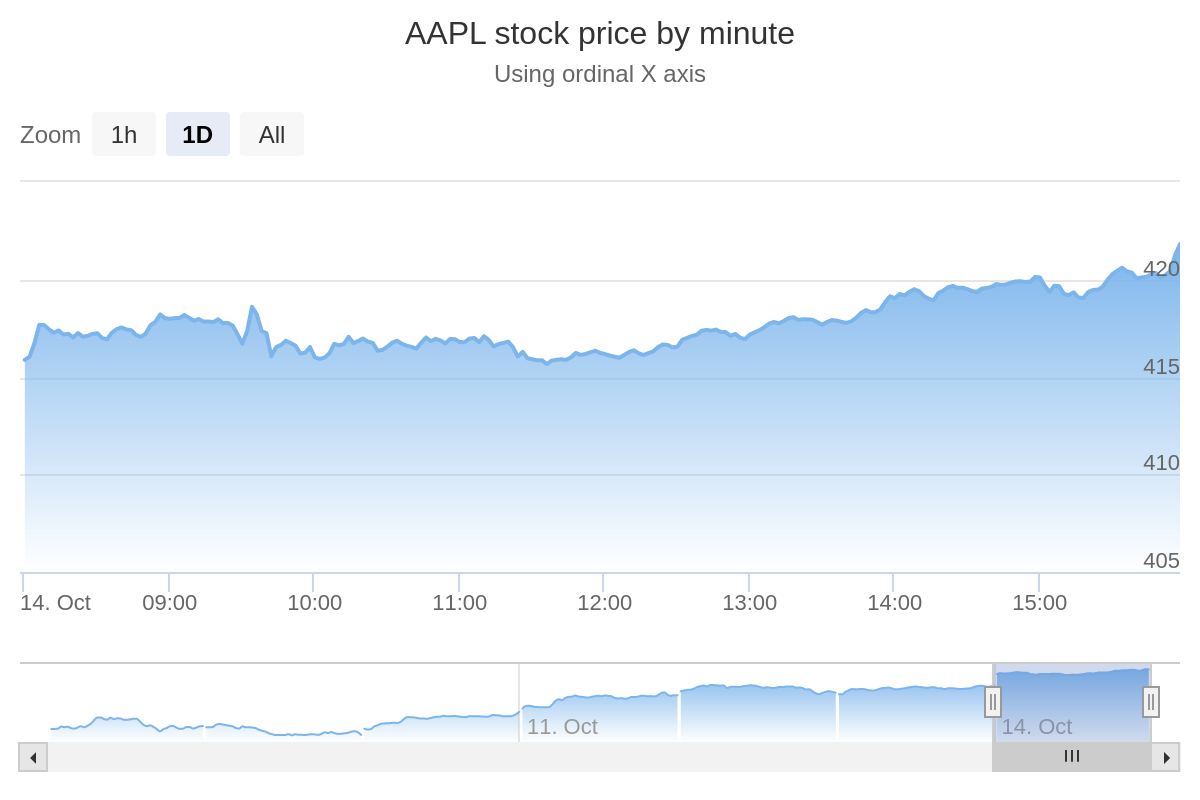 AAPL stock price by minute
Using ordinal X axis
Zoom 1h 1D All
420
415
410
405
14. Oct 09:00 10:00 11:00 12:00 13:00 14:00 15:00
11. Oct 14. Oct